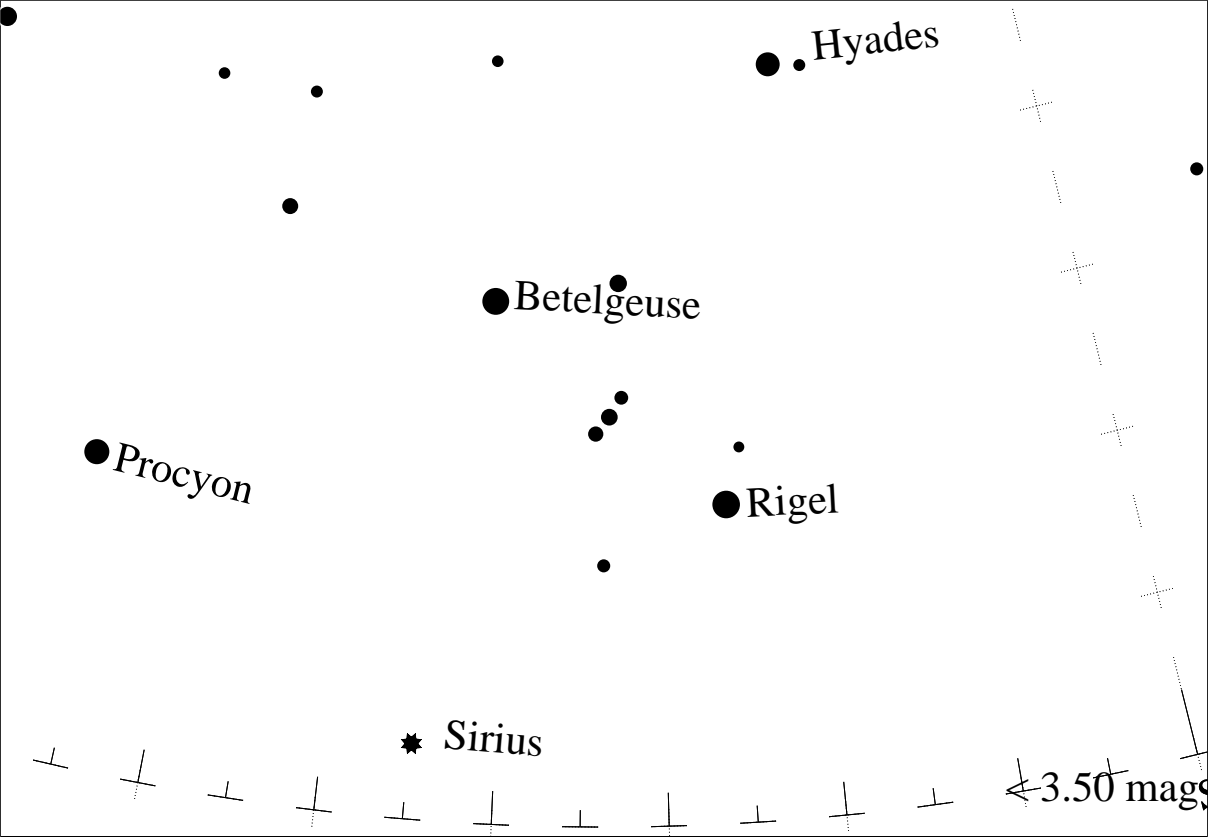 Hyades
Betelgeuse
Procyon
Rigel
Sirius
< 3.50 mags